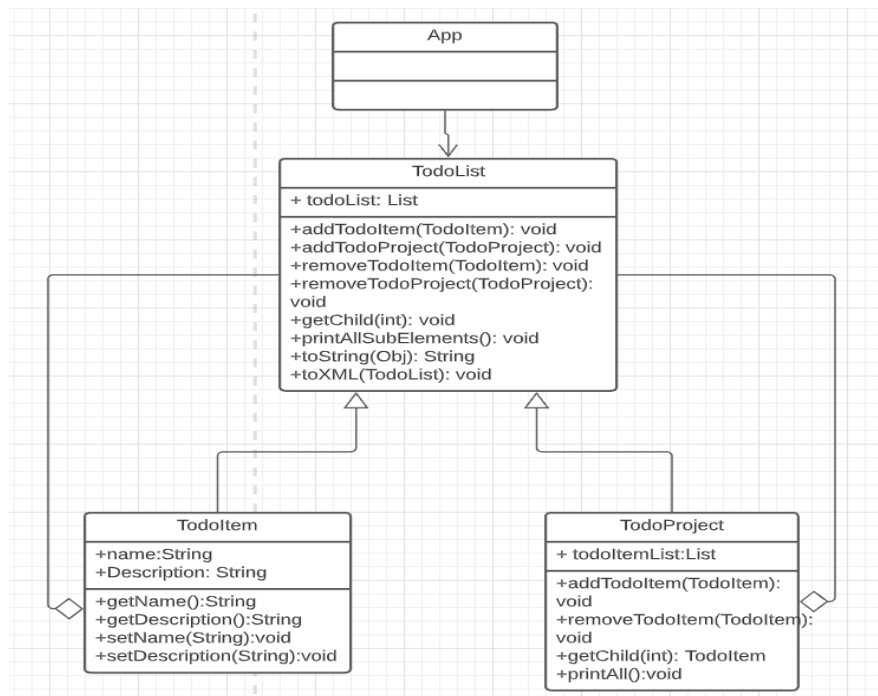 App
TodoList
+ todoList: List
+addTodoItem(TodoItem): void
+addTodoProject(TodoProject): void
+removeTodoItem(TodoItem): void
+removeTodoProject(TodoProject):
void
+getChild(int): void
+printAllSubElements(): void
+toString(Obj): String
+toXML(TodoList): void
TodoItem
+name:String
+Description: String
+getName():String
+getDescription():String
+setName(String):void
+setDescription(String):void
TodoProject
+ todoItemList:List
+addTodoItem(TodoItem):
void
+removeTodoItem(TodoItem):
void
+getChild(int): TodoItem
+printAll():void